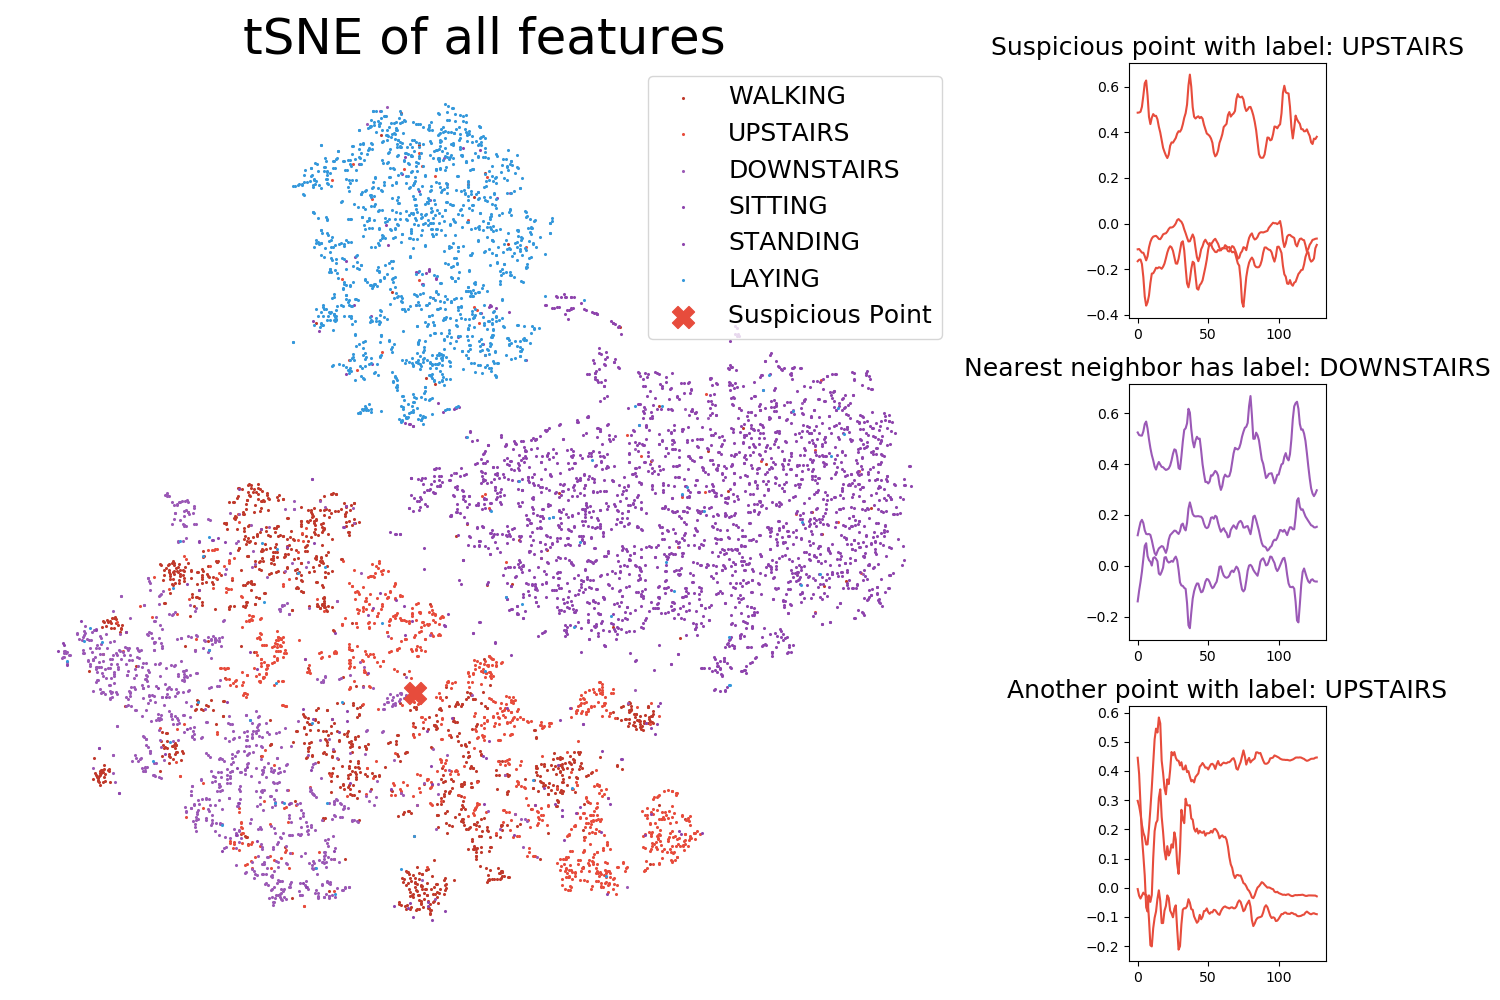 tSNE of all features
WALKING
UPSTAIRS
DOWNSTAIRS
SITTING
STANDING
LAYING
Suspicious Point
Suspicious point with label: UPSTAIRS
0.6
0.4
0.2
0.0
−0.2
−0.4
0 50 100
Nearest neighbor has label: DOWNSTAIRS
0.6
0.4
0.2
0.0
−0.2
0 50 100
Another point with label: UPSTAIRS
0.6
0.5
0.4
0.3
0.2
0.1
0.0
−0.1
−0.2
0 50 100